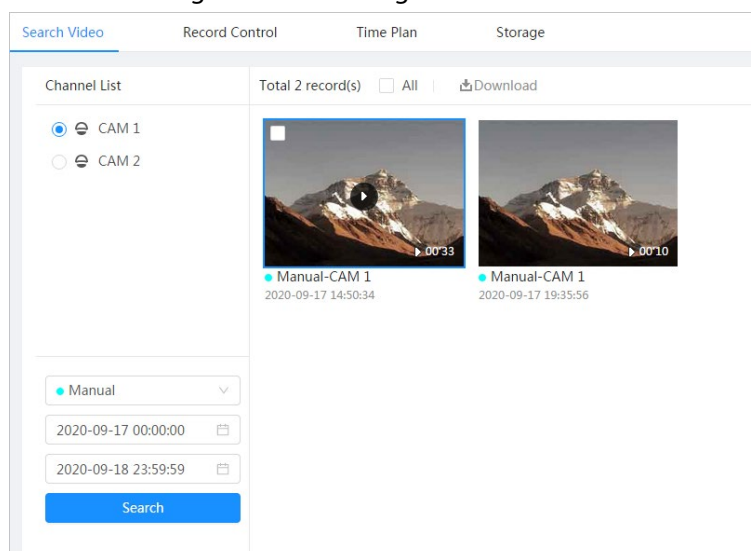 Search Video Record Control Time Plan Storage
Channel List
Total 2 record(s) All Download
CAM 1
CAM 2
00'33
00'10
Manual-CAM 1
2020-09-17 14:50:34
Manual-CAM 1
2020-09-17 19:35:56
Manual
2020-09-17 00:00:00
2020-09-18 23:59:59
Search